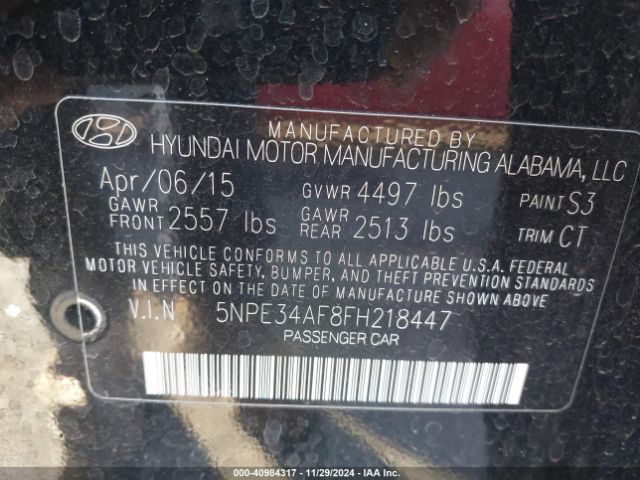 MANUFACTURED BY
HYUNDAI MOTOR MANUFACTURING ALABAMA, LLC
Apr/06/15 GVWR 4497 lbs PAINT S3
GAWR FRONT 2557 lbs GAWR REAR 2513 lbs TRIM CT
THIS VEHICLE CONFORMS TO ALL APPLICABLE U.S.A. FEDERAL
MOTOR VEHICLE SAFETY, BUMPER, AND THEFT PREVENTION STANDARDS
IN EFFECT ON THE DATE OF MANUFACTURE SHOWN ABOVE.
V.I.N 5NPE34AF8FH218447
PASSENGER CAR
000-40984317 - 11/29/2024 - IAA Inc.